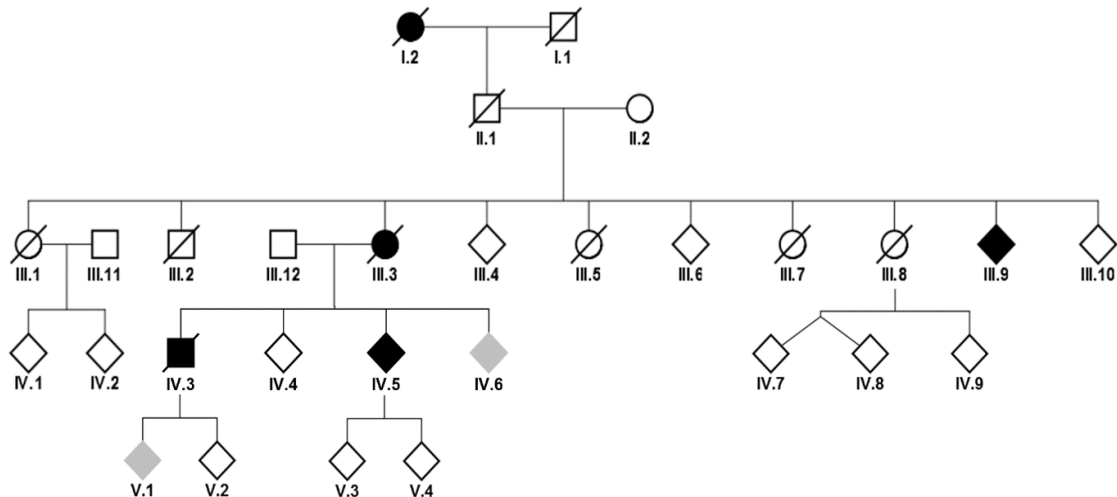 I.2 I.1
II.1 II.2
III.1 III.11 III.2 III.12 III.3 III.4 III.5 III.6 III.7 III.8 III.9 III.10
IV.1 IV.2 IV.3 IV.4 IV.5 IV.6 IV.7 IV.8 IV.9
V.1 V.2 V.3 V.4